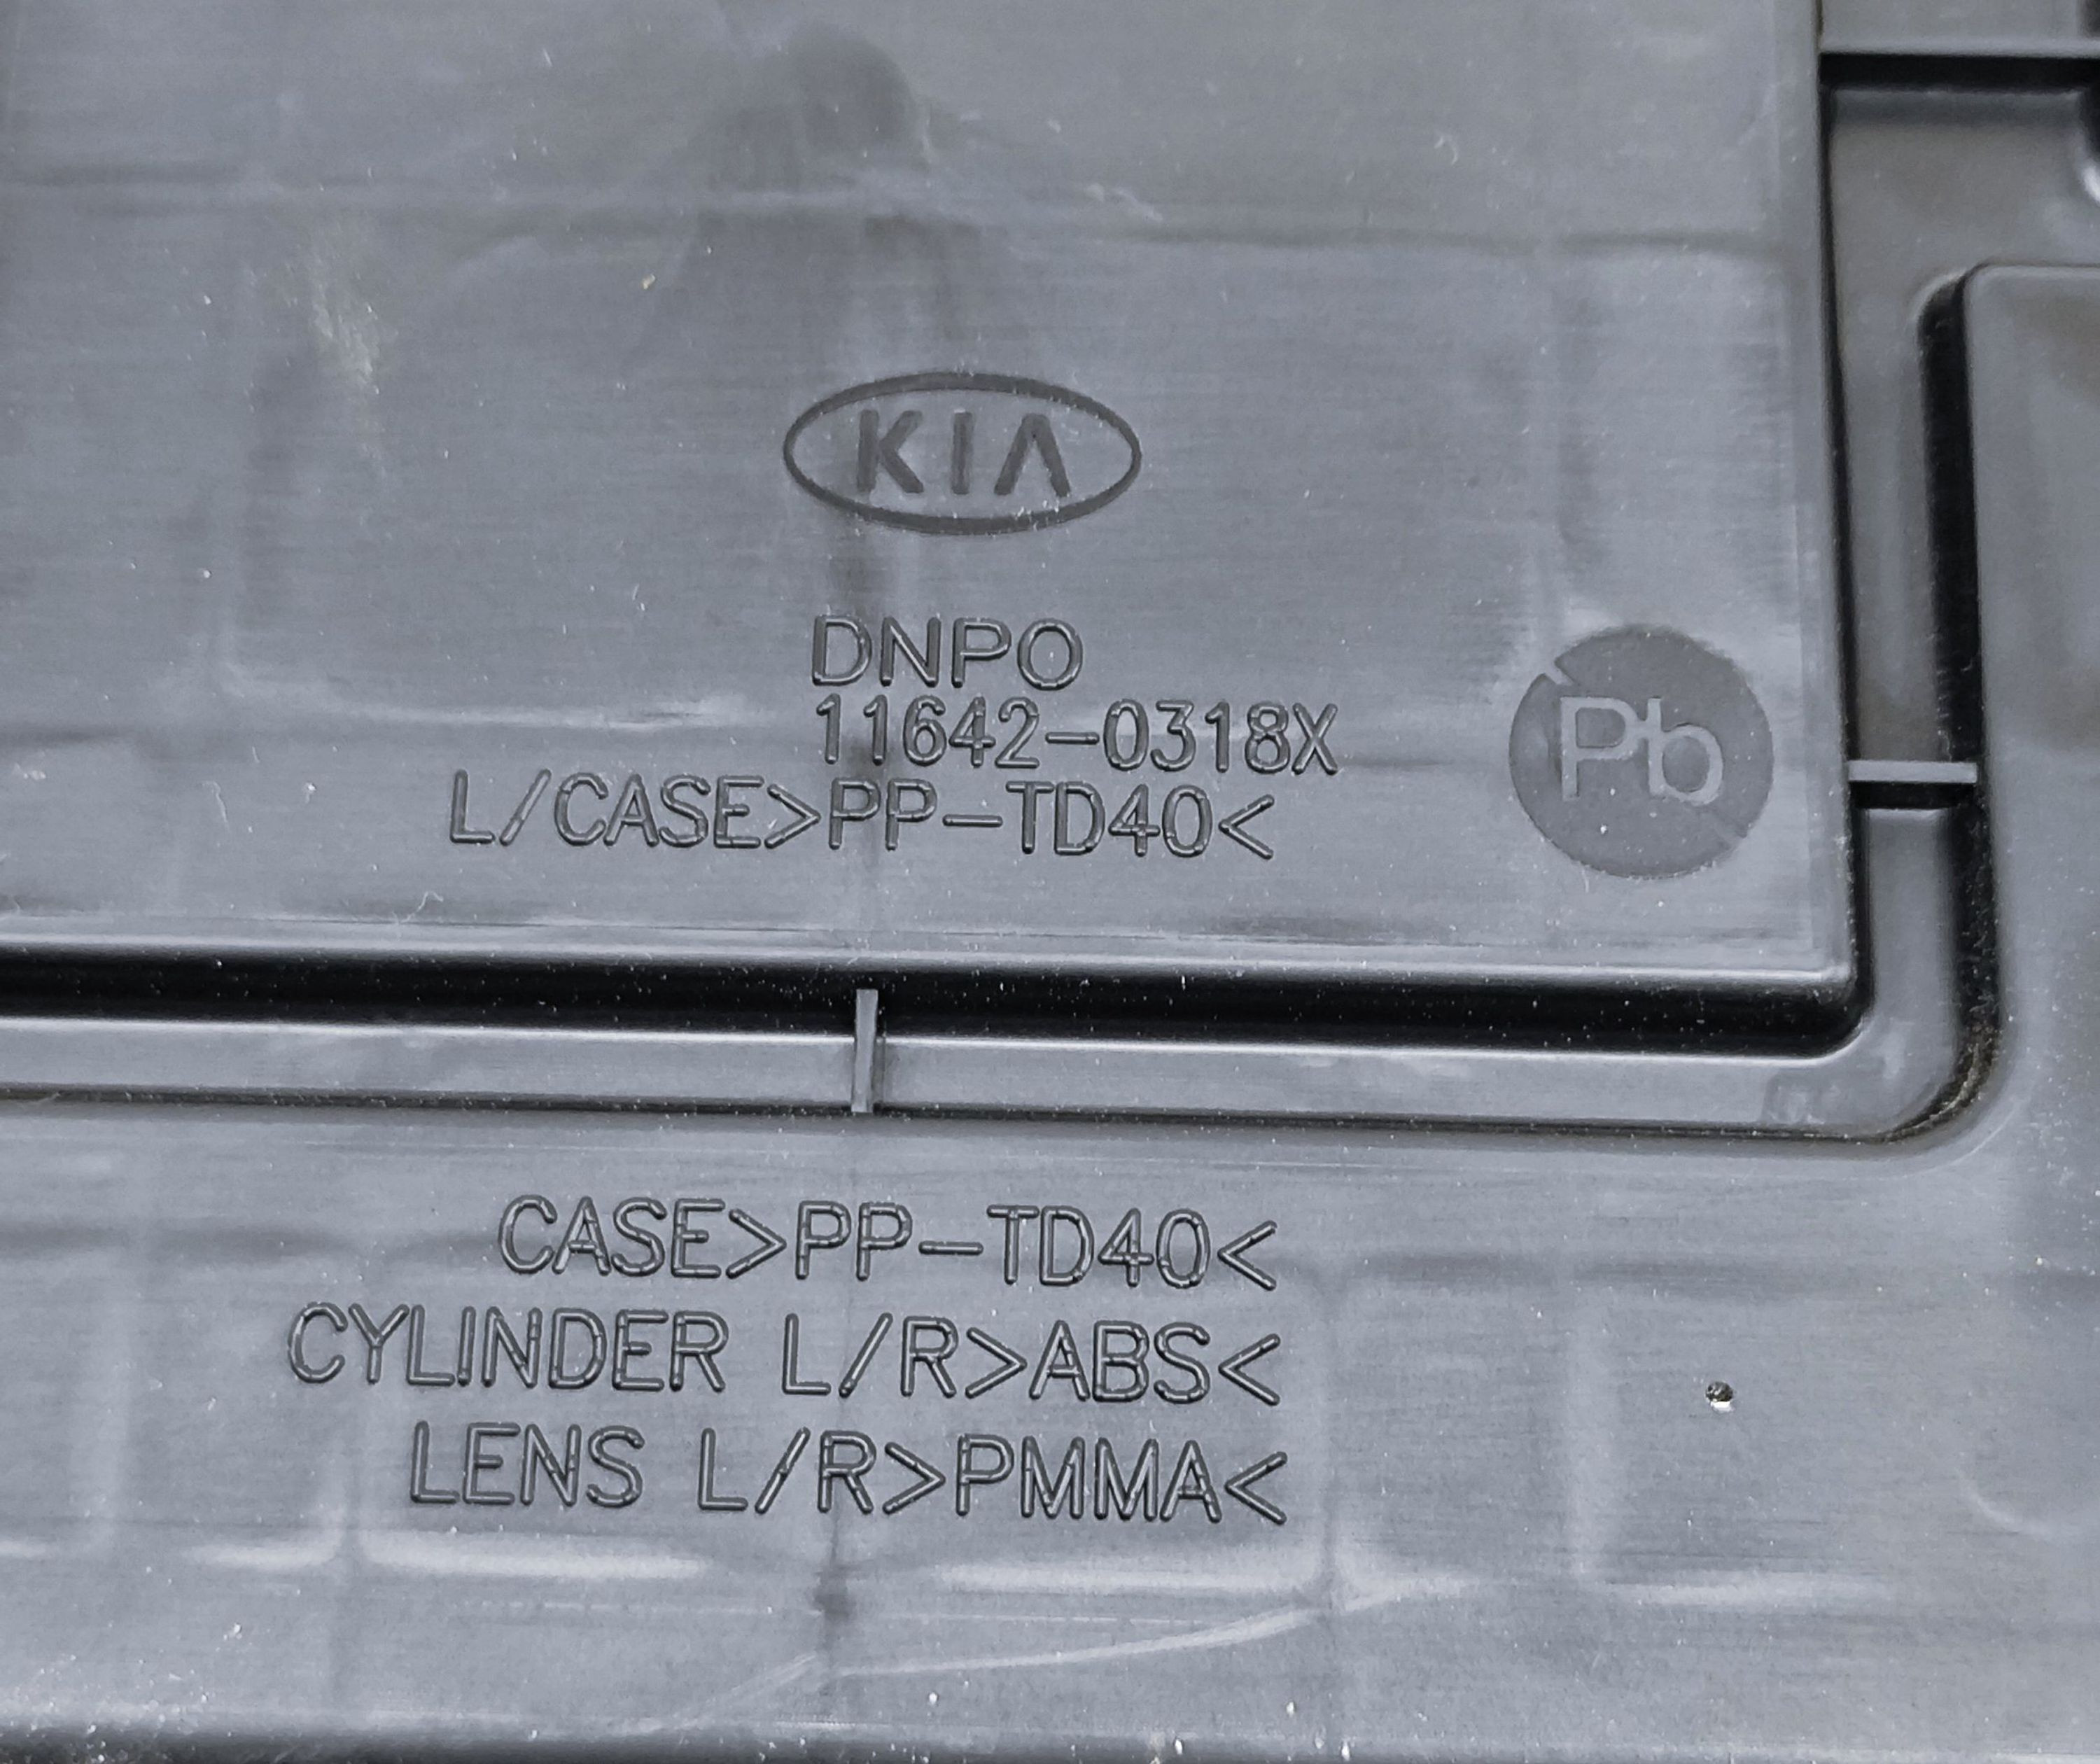 KIA
DNPO
11642-0318X
L/CASE>PP-TD40<
Pb
CASE>PP-TD40<
CYLINDER L/R>ABS<
LENS L/R>PMMA<